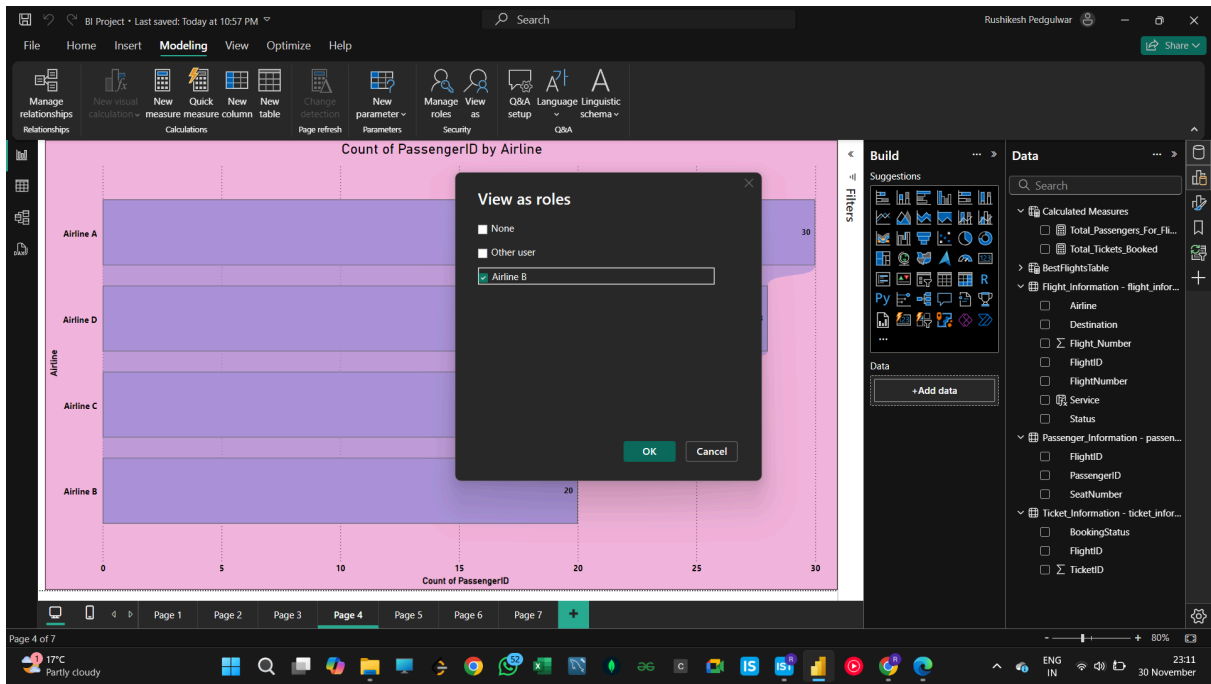 BI Project • Last saved: Today at 10:57 PM
Search
Rushikesh Pedgulwar
File Home Insert Modeling View Optimize Help
Share
Manage relationships
New visual calculation
New measure
Quick measure
New column
New table
Change detection
New parameter
Manage roles
View as
Q&A setup
Language
Linguistic schema
Relationships
Calculations
Page refresh
Parameters
Security
Q&A
Count of PassengerID by Airline
Airline
Airline A
30
Airline D
Airline C
Airline B
20
0 5 10 15 20 25 30
Count of PassengerID
View as roles
None
Other user
Airline B
OK
Cancel
Filters
Build
Suggestions
R
Py
123
...
Data
+Add data
Data
Search
Calculated Measures
Total_Passengers_For_Fli...
Total_Tickets_Booked
BestFlightsTable
Flight_Information - flight_infor...
Airline
Destination
Flight_Number
FlightID
FlightNumber
Service
Status
Passenger_Information - passen...
FlightID
PassengerID
SeatNumber
Ticket_Information - ticket_infor...
BookingStatus
FlightID
TicketID
Page 1 Page 2 Page 3 Page 4 Page 5 Page 6 Page 7 +
Page 4 of 7
- + 80%
1
17°C
Partly cloudy
ENG
IN
23:11
30 November